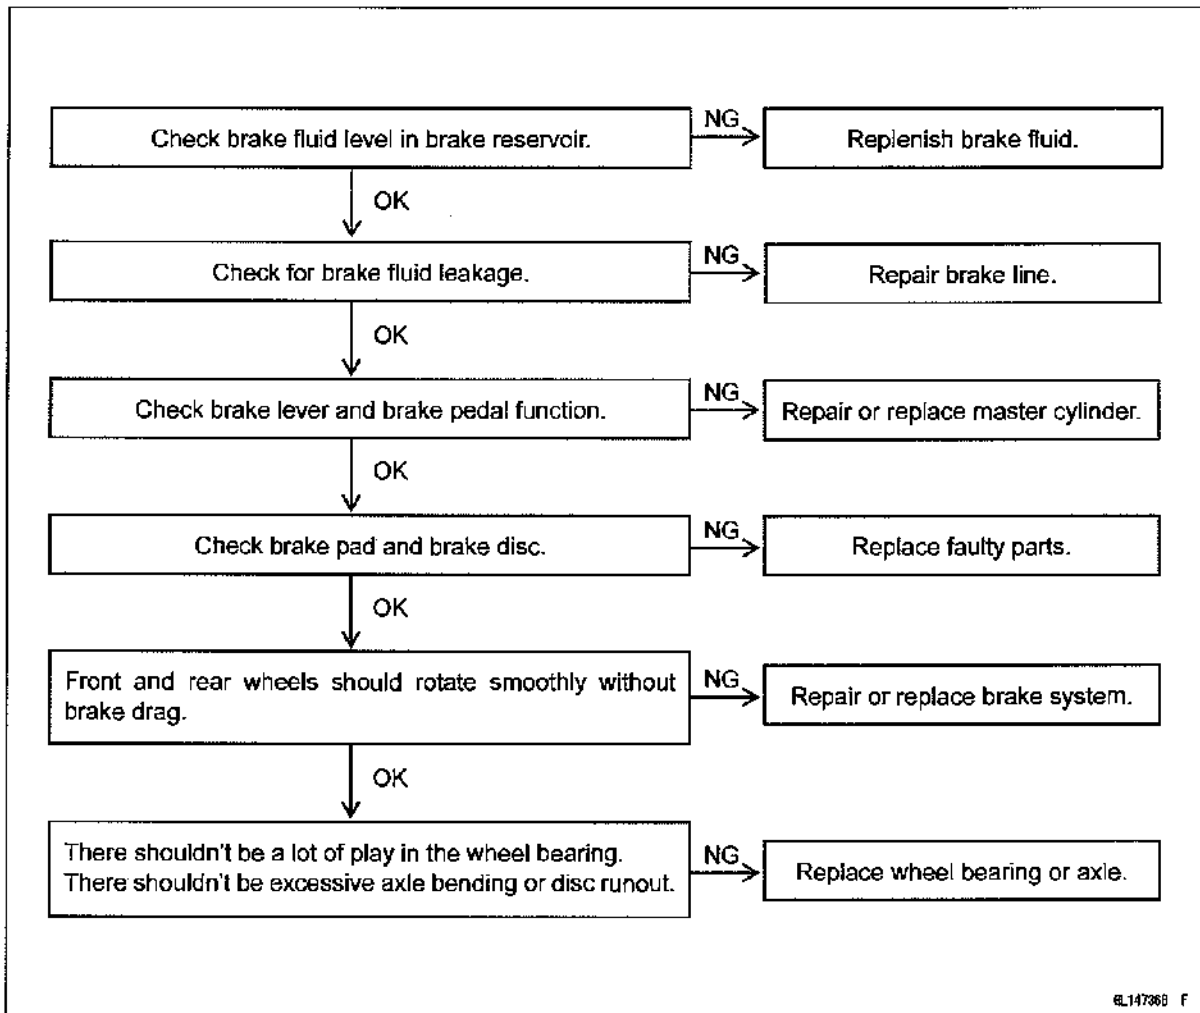 Check brake fluid level in brake reservoir.
NG
Replenish brake fluid.
OK
Check for brake fluid leakage.
NG
Repair brake line.
OK
Check brake lever and brake pedal function.
NG
Repair or replace master cylinder.
OK
Check brake pad and brake disc.
NG
Replace faulty parts.
OK
Front and rear wheels should rotate smoothly without
brake drag.
NG
Repair or replace brake system.
OK
There shouldn't be a lot of play in the wheel bearing.
There shouldn't be excessive axle bending or disc runout.
NG
Replace wheel bearing or axle.
F